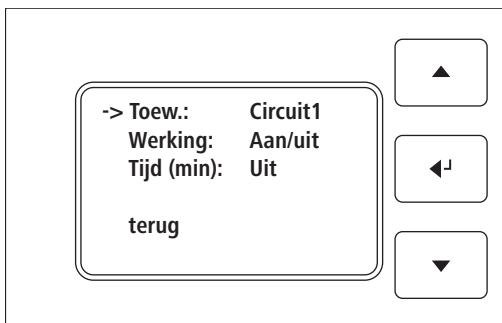 -> Toew.: Circuit1
Werking: Aan/uit
Tijd (min): Uit
terug